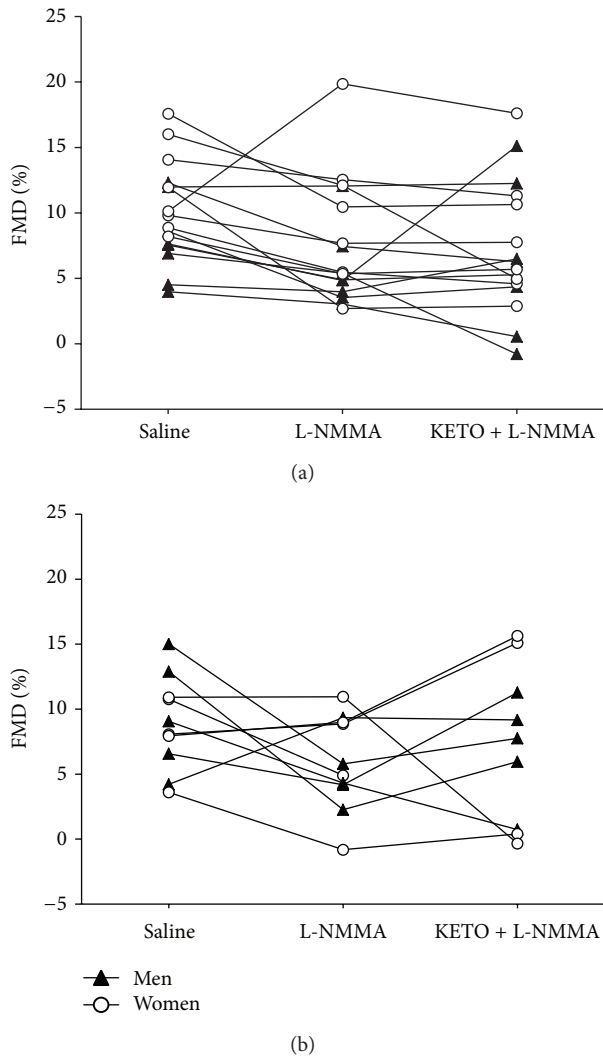 25
20
15
10
5
0
−5
FMD (%)
Saline L-NMMA KETO + L-NMMA
(a)
25
20
15
10
5
0
−5
FMD (%)
Saline L-NMMA KETO + L-NMMA
Men
Women
(b)